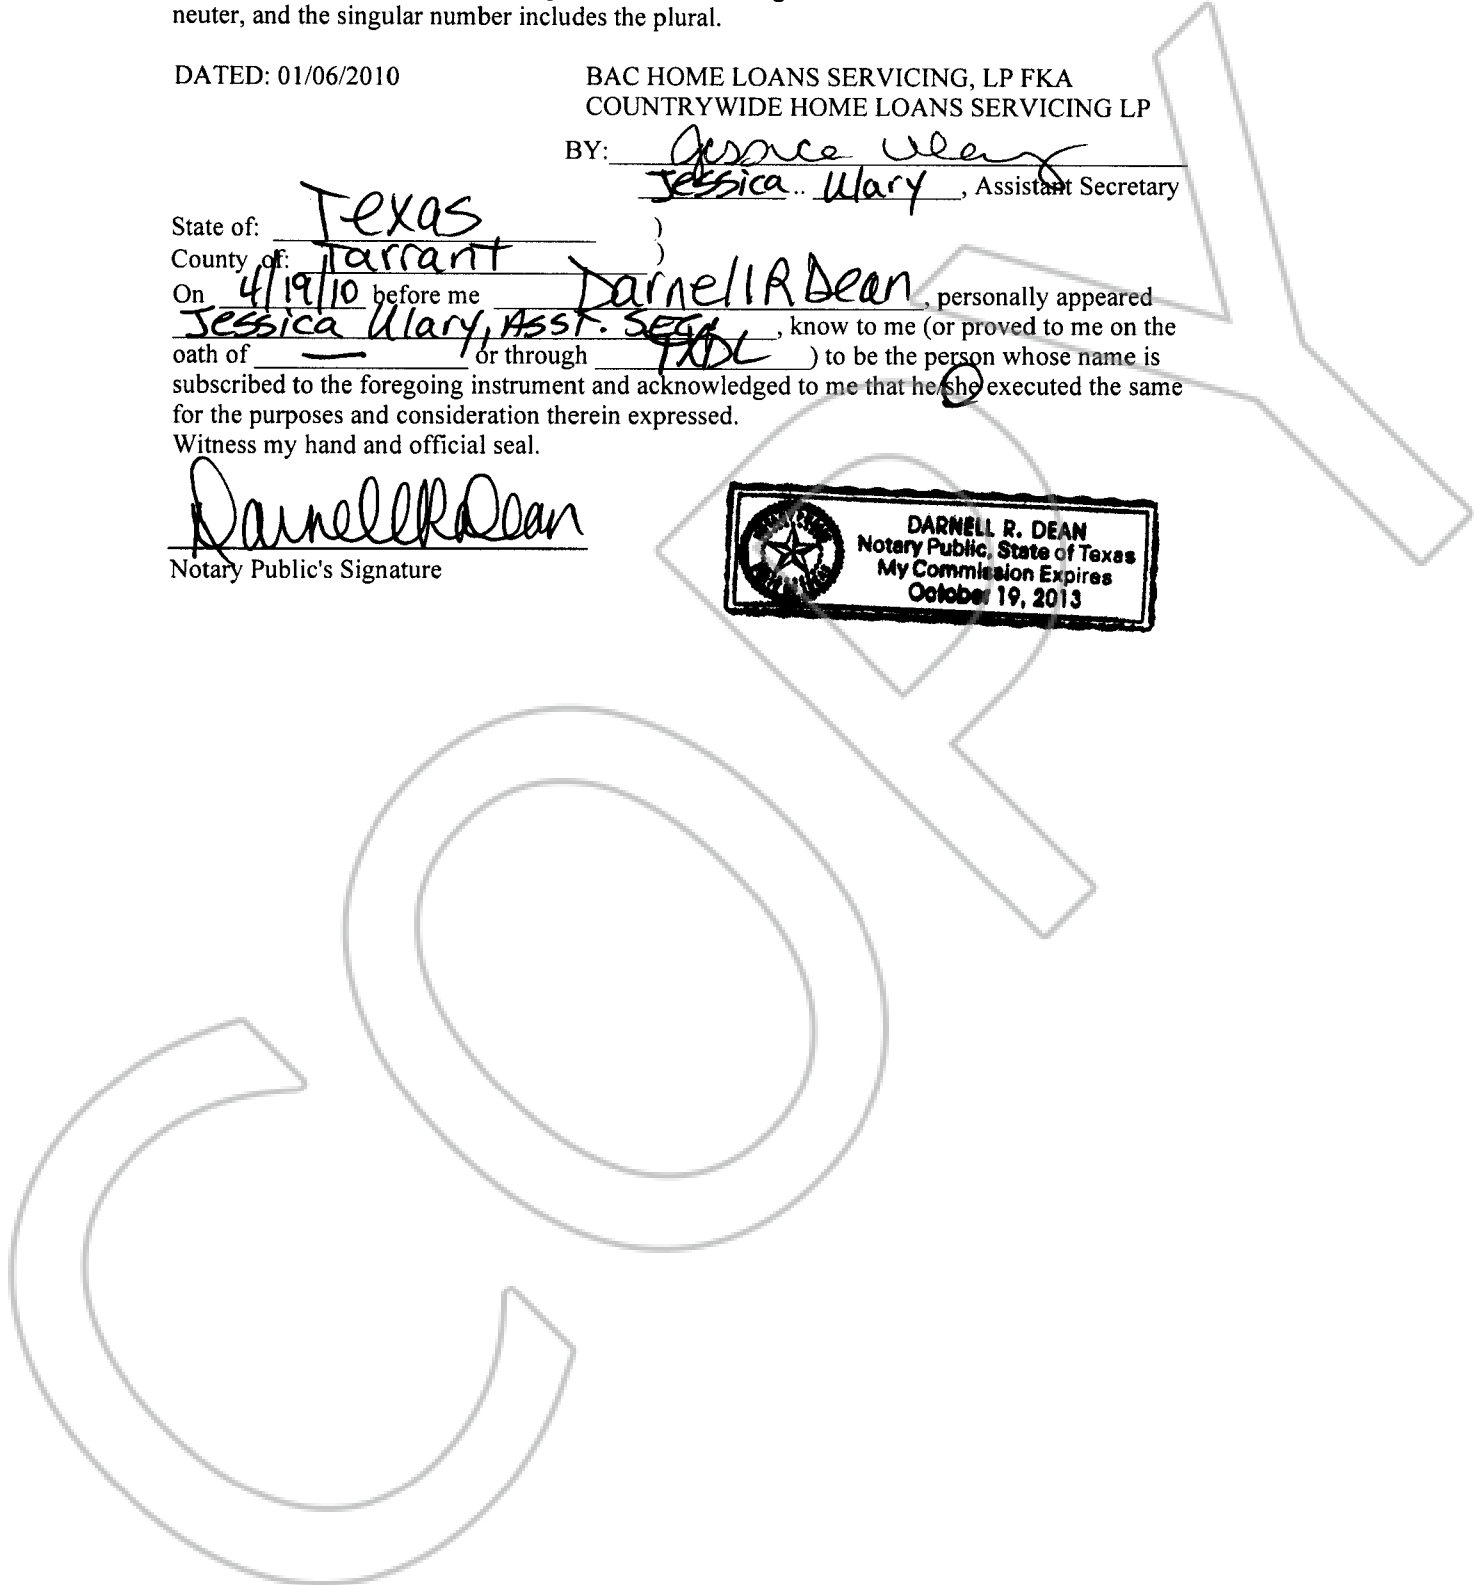 neuter, and the singular number includes the plural.
DATED: 01/06/2010
BAC HOME LOANS SERVICING, LP FKA
COUNTRYWIDE HOME LOANS SERVICING LP
BY: Jessica Ulary
Jessica .. Ulary, Assistant Secretary
State of: Texas )
County of: Tarrant )
On 4/19/10 before me Darnell R Dean, personally appeared
Jessica Ulary, Asst. Sec., know to me (or proved to me on the
oath of — or through TXDL ) to be the person whose name is
subscribed to the foregoing instrument and acknowledged to me that he/she executed the same
for the purposes and consideration therein expressed.
Witness my hand and official seal.
Darnell R Dean
Notary Public's Signature
DARNELL R. DEAN
Notary Public, State of Texas
My Commission Expires
October 19, 2013
COPY